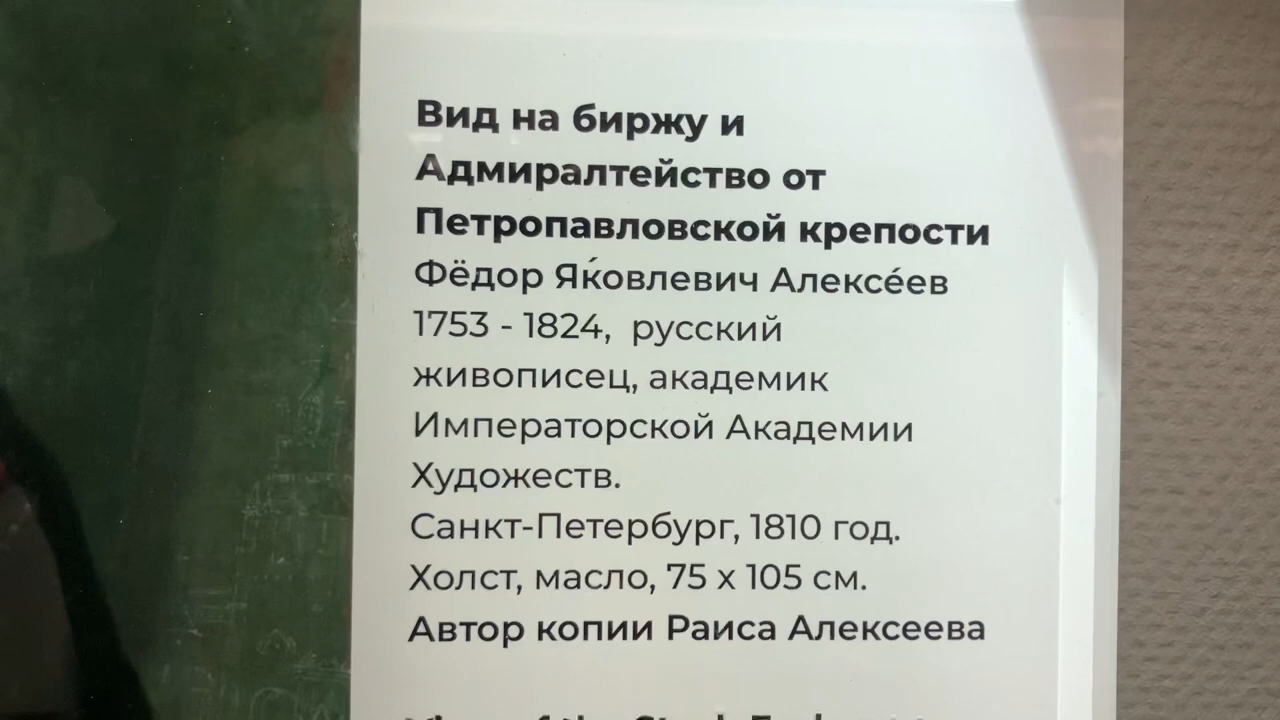 Вид на биржу и
Адмиралтейство от
Петропавловской крепости
Фёдор Я́ковлевич Алексе́ев
1753 - 1824, русский
живописец, академик
Императорской Академии
Художеств.
Санкт-Петербург, 1810 год.
Холст, масло, 75 х 105 см.
Автор копии Раиса Алексеева